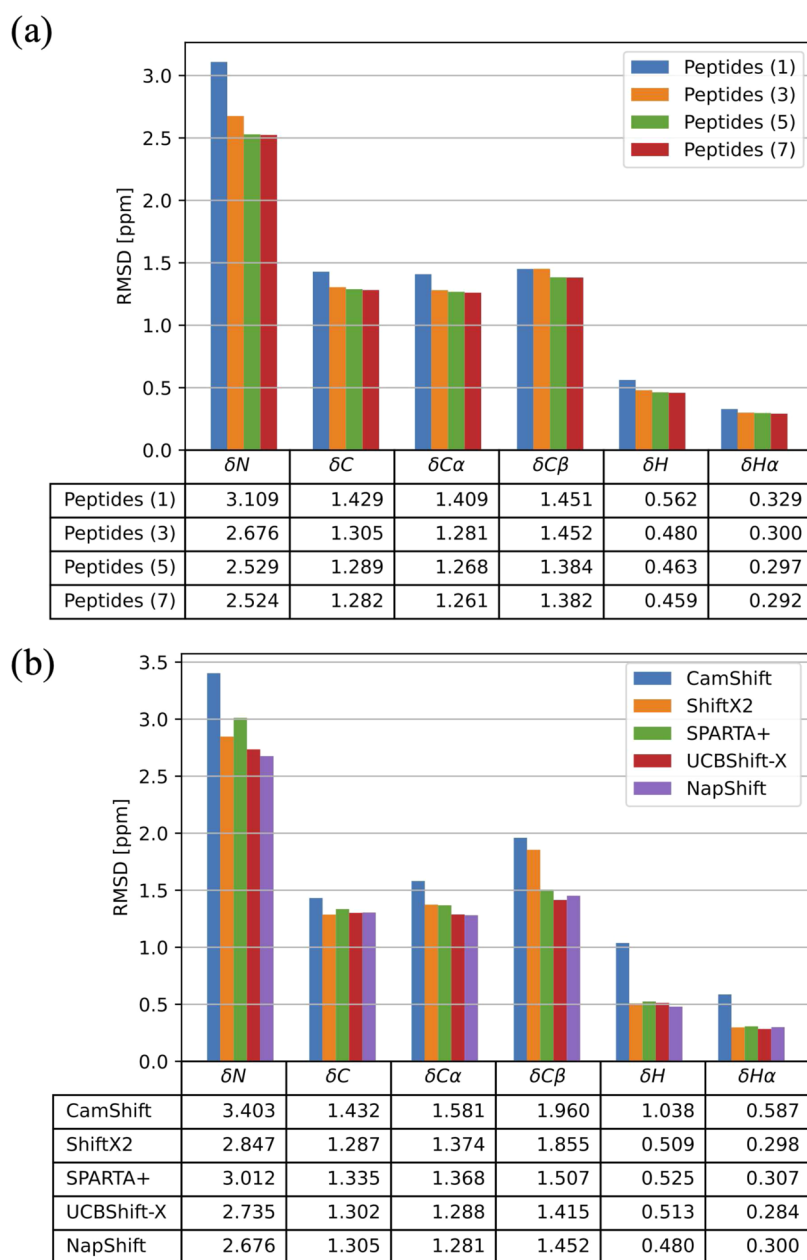 (a)
RMSD [ppm]
3.0
2.5
2.0
1.5
1.0
0.5
0.0
Peptides (1)
Peptides (3)
Peptides (5)
Peptides (7)
δN δC δCα δCβ δH δHα
Peptides (1) 3.109 1.429 1.409 1.451 0.562 0.329
Peptides (3) 2.676 1.305 1.281 1.452 0.480 0.300
Peptides (5) 2.529 1.289 1.268 1.384 0.463 0.297
Peptides (7) 2.524 1.282 1.261 1.382 0.459 0.292
(b)
RMSD [ppm]
3.5
3.0
2.5
2.0
1.5
1.0
0.5
0.0
CamShift
ShiftX2
SPARTA+
UCBShift-X
NapShift
δN δC δCα δCβ δH δHα
CamShift 3.403 1.432 1.581 1.960 1.038 0.587
ShiftX2 2.847 1.287 1.374 1.855 0.509 0.298
SPARTA+ 3.012 1.335 1.368 1.507 0.525 0.307
UCBShift-X 2.735 1.302 1.288 1.415 0.513 0.284
NapShift 2.676 1.305 1.281 1.452 0.480 0.300